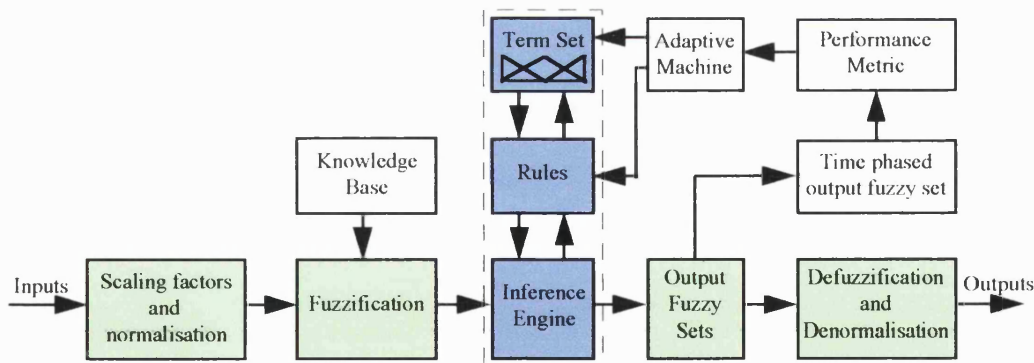 Term Set
Adaptive
Machine
Performance
Metric
Knowledge
Base
Rules
Time phased
output fuzzy set
Inputs
Scaling factors
and
normalisation
Fuzzification
Inference
Engine
Output
Fuzzy
Sets
Defuzzification
and
Denormalisation
Outputs